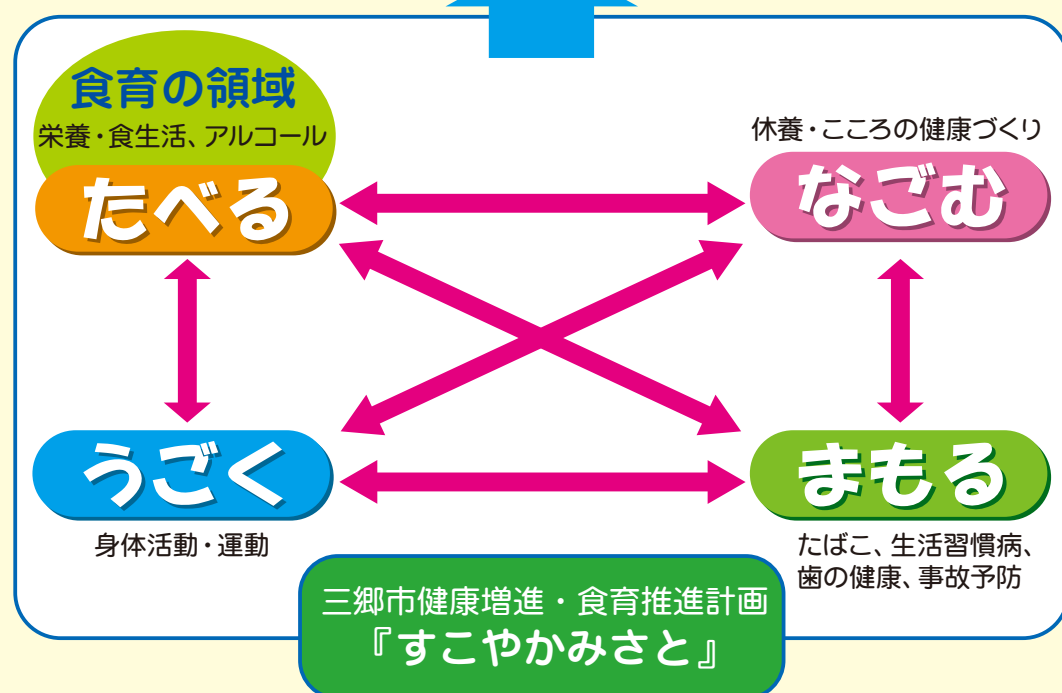 食育の領域
栄養・食生活、アルコール
たべる
休養・こころの健康づくり
なごむ
うごく
身体活動・運動
まもる
たばこ、生活習慣病、
歯の健康、事故予防
三郷市健康増進・食育推進計画
『すこやかみさと』